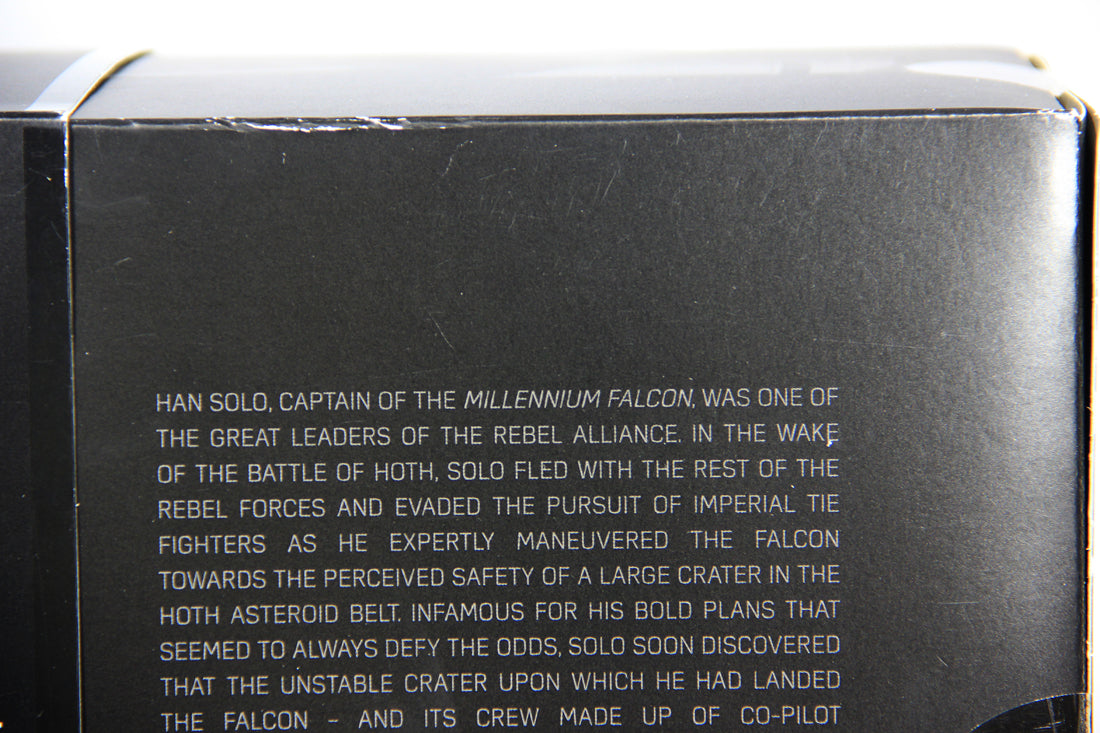 HAN SOLO, CAPTAIN OF THE MILLENNIUM FALCON, WAS ONE OF
THE GREAT LEADERS OF THE REBEL ALLIANCE. IN THE WAKE
OF THE BATTLE OF HOTH, SOLO FLED WITH THE REST OF THE
REBEL FORCES AND EVADED THE PURSUIT OF IMPERIAL TIE
FIGHTERS AS HE EXPERTLY MANEUVERED THE FALCON
TOWARDS THE PERCEIVED SAFETY OF A LARGE CRATER IN THE
HOTH ASTEROID BELT. INFAMOUS FOR HIS BOLD PLANS THAT
SEEMED TO ALWAYS DEFY THE ODDS, SOLO SOON DISCOVERED
THAT THE UNSTABLE CRATER UPON WHICH HE HAD LANDED
THE FALCON – AND ITS CREW MADE UP OF CO-PILOT